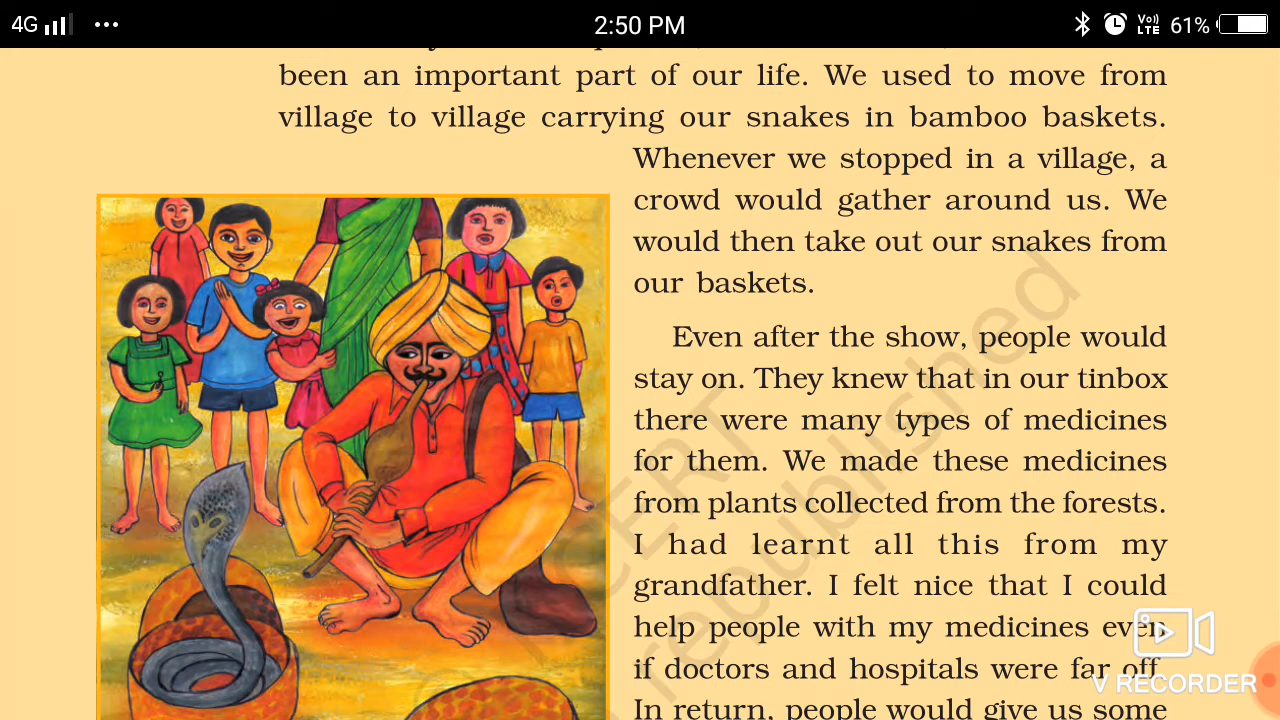 4G
2:50 PM
Vo))
LTE
61%
been an important part of our life. We used to move from
village to village carrying our snakes in bamboo baskets.
Whenever we stopped in a village, a
crowd would gather around us. We
would then take out our snakes from
our baskets.
Even after the show, people would
stay on. They knew that in our tinbox
there were many types of medicines
for them. We made these medicines
from plants collected from the forests.
I had learnt all this from my
grandfather. I felt nice that I could
help people with my medicines even
if doctors and hospitals were far off.
In return, people would give us some
republished
V RECORDER